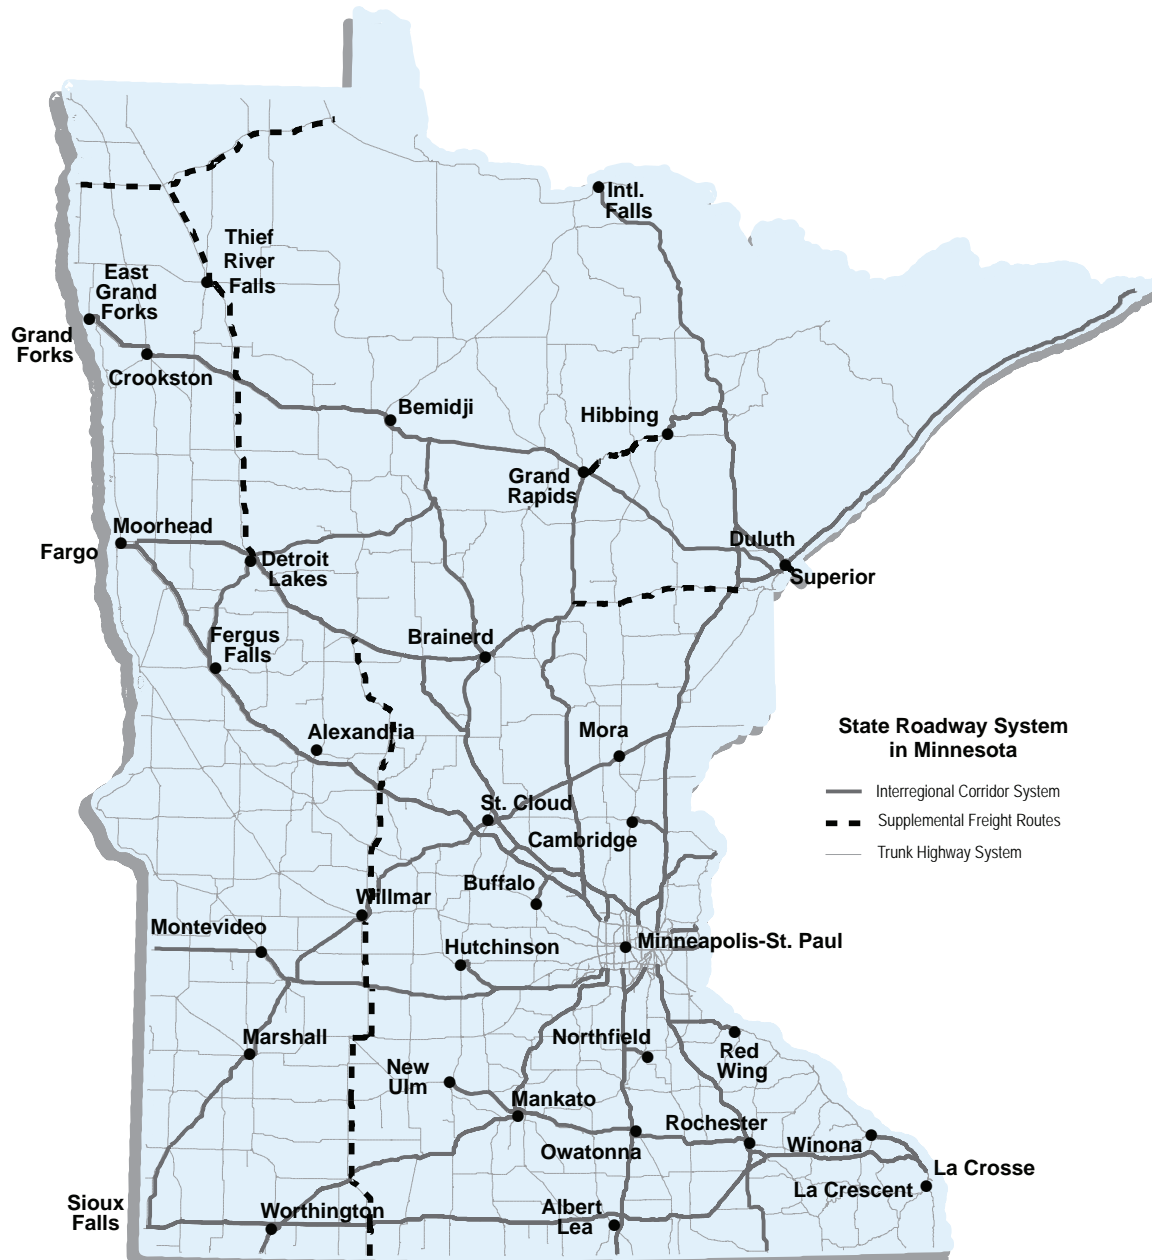 Intl.
Falls
Thief
River
Falls
East
Grand
Forks
Grand
Forks
Crookston
Bemidji
Hibbing
Grand
Rapids
Moorhead
Fargo
Detroit
Lakes
Duluth
Superior
Fergus
Falls
Brainerd
Alexandria
Mora
State Roadway System
in Minnesota
Interregional Corridor System
Supplemental Freight Routes
Trunk Highway System
St. Cloud
Cambridge
Buffalo
Willmar
Montevideo
Hutchinson
Minneapolis-St. Paul
Marshall
Northfield
Red
Wing
New
Ulm
Mankato
Rochester
Owatonna
Winona
La Crosse
La Crescent
Sioux
Falls
Worthington
Albert
Lea